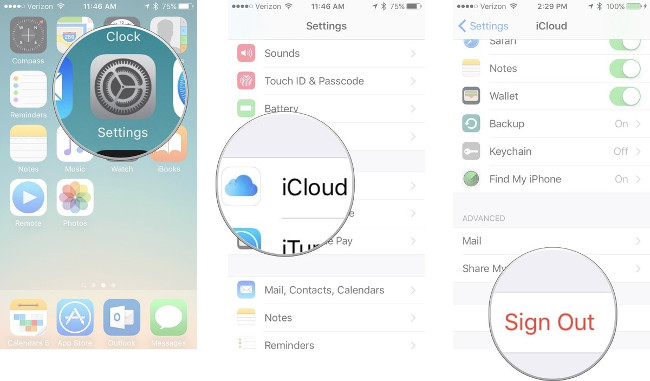 Verizon 11:46 AM 75%
Clock
Compass
Settings
Reminders
Notes Music Watch iBooks
Remote Photos
Calendars 5 App Store Outlook Messages
Verizon 11:46 AM 75%
Settings
Sounds
Touch ID & Passcode
Battery
iCloud
iTu
Pay
Mail, Contacts, Calendars
Notes
Reminders
Verizon 2:29 PM 100%
Settings iCloud
Safari
Notes
Wallet
Backup On
Keychain Off
Find My iPhone On
ADVANCED
Mail
Share My
Sign Out